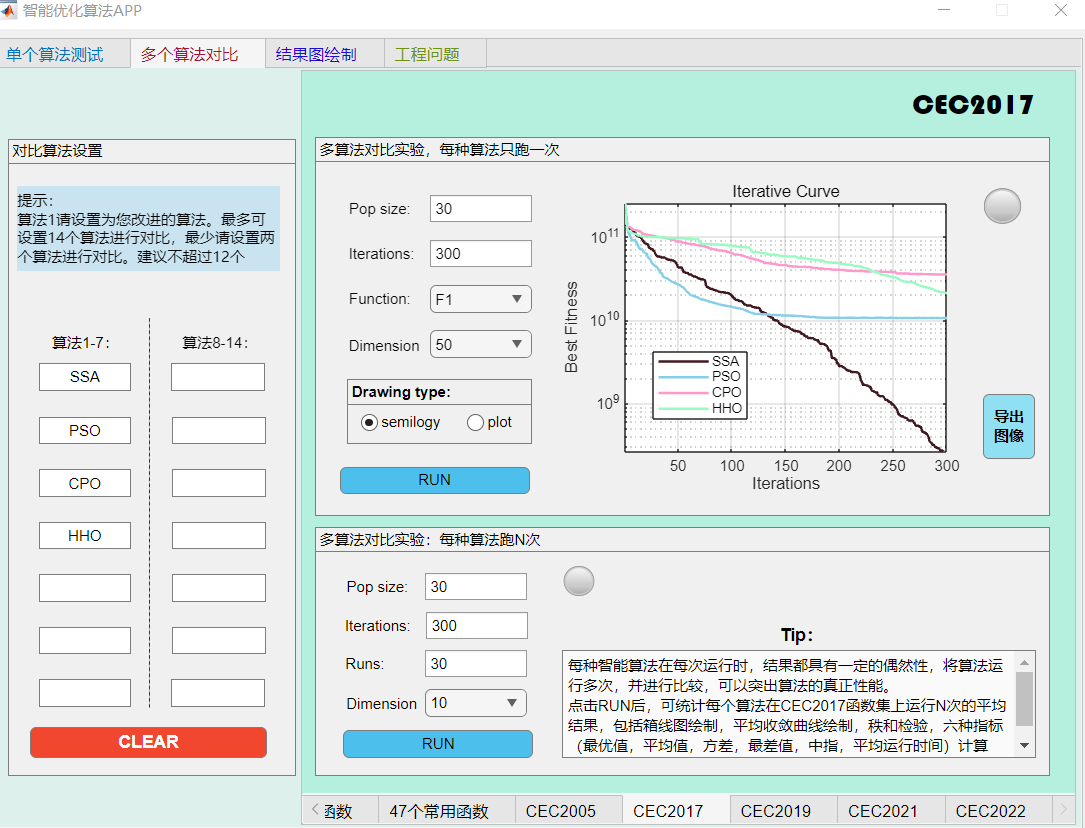 智能优化算法APP
单个算法测试
多个算法对比
结果图绘制
工程问题
CEC2017
对比算法设置
提示:
算法1请设置为您改进的算法。最多可
设置14个算法进行对比，最少请设置两
个算法进行对比。建议不超过12个
算法1-7:
算法8-14:
SSA
PSO
CPO
HHO
CLEAR
多算法对比实验，每种算法只跑一次
Pop size:
30
Iterations:
300
Function:
F1
Dimension
50
Drawing type:
semilogy
plot
RUN
Iterative Curve
Best Fitness
10^11
10^10
10^9
SSA
PSO
CPO
HHO
50
100
150
200
250
300
Iterations
导出
图像
多算法对比实验：每种算法跑N次
Pop size:
30
Iterations:
300
Runs:
30
Dimension
10
RUN
Tip:
每种智能算法在每次运行时，结果都具有一定的偶然性，将算法运
行多次，并进行比较，可以突出算法的真正性能。
点击RUN后，可统计每个算法在CEC2017函数集上运行N次的平均
结果，包括箱线图绘制，平均收敛曲线绘制，秩和检验，六种指标
（最优值，平均值，方差，最差值，中指，平均运行时间）计算
函数
47个常用函数
CEC2005
CEC2017
CEC2019
CEC2021
CEC2022